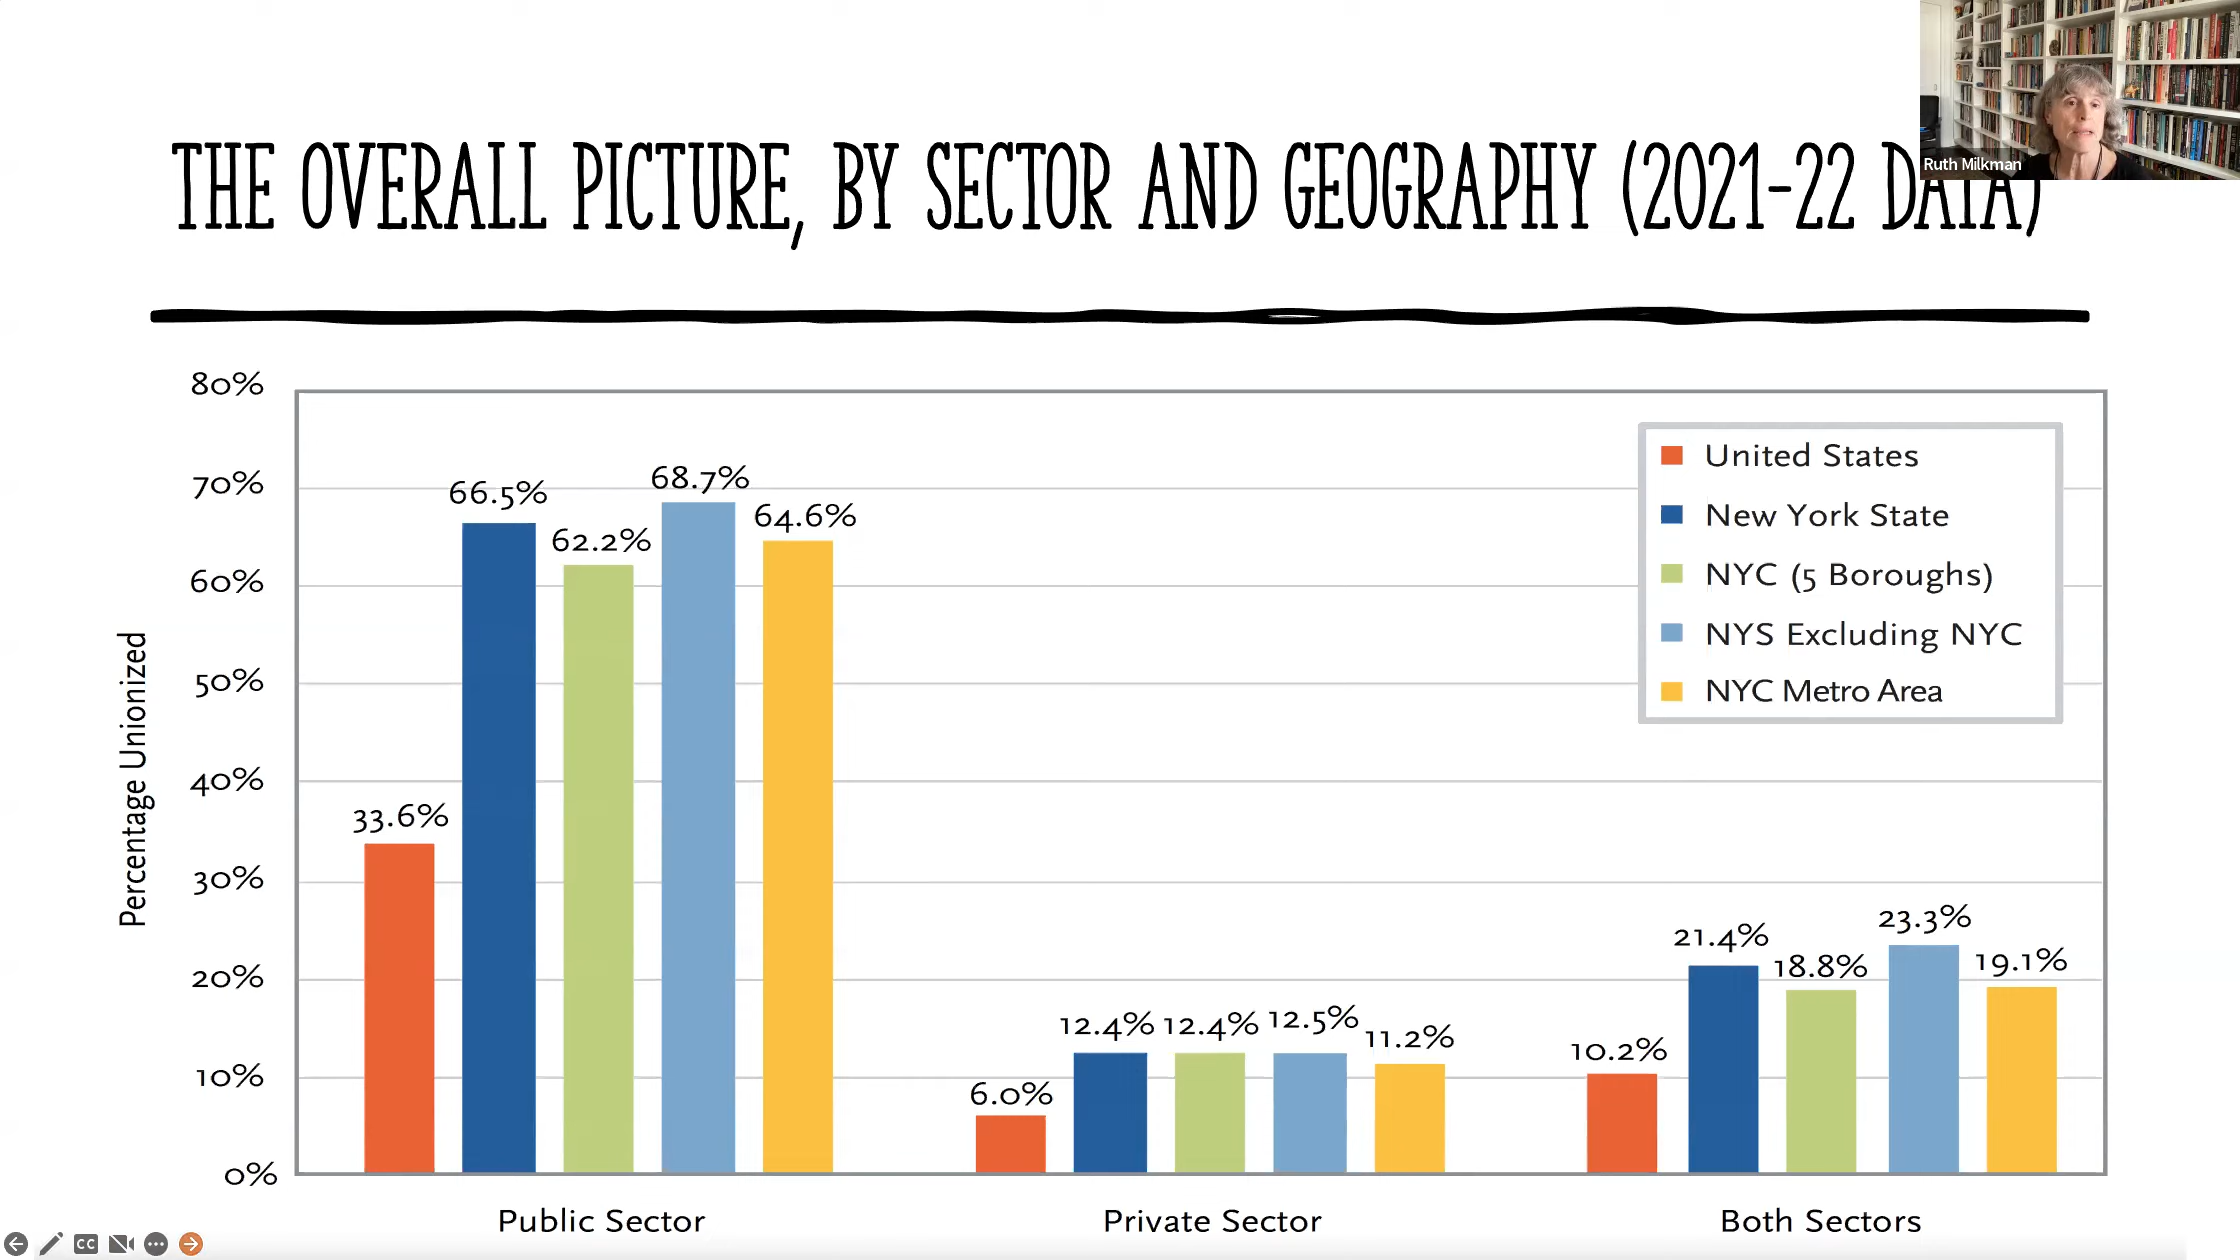 Ruth Milkman
THE OVERALL PICTURE, BY SECTOR AND GEOGRAPHY (2021-22 DATA)
80%
70%
60%
50%
40%
30%
20%
10%
0%
Percentage Unionized
33.6%
66.5%
62.2%
68.7%
64.6%
6.0%
12.4%
12.4%
12.5%
11.2%
10.2%
21.4%
18.8%
23.3%
19.1%
United States
New York State
NYC (5 Boroughs)
NYS Excluding NYC
NYC Metro Area
Public Sector
Private Sector
Both Sectors
CC